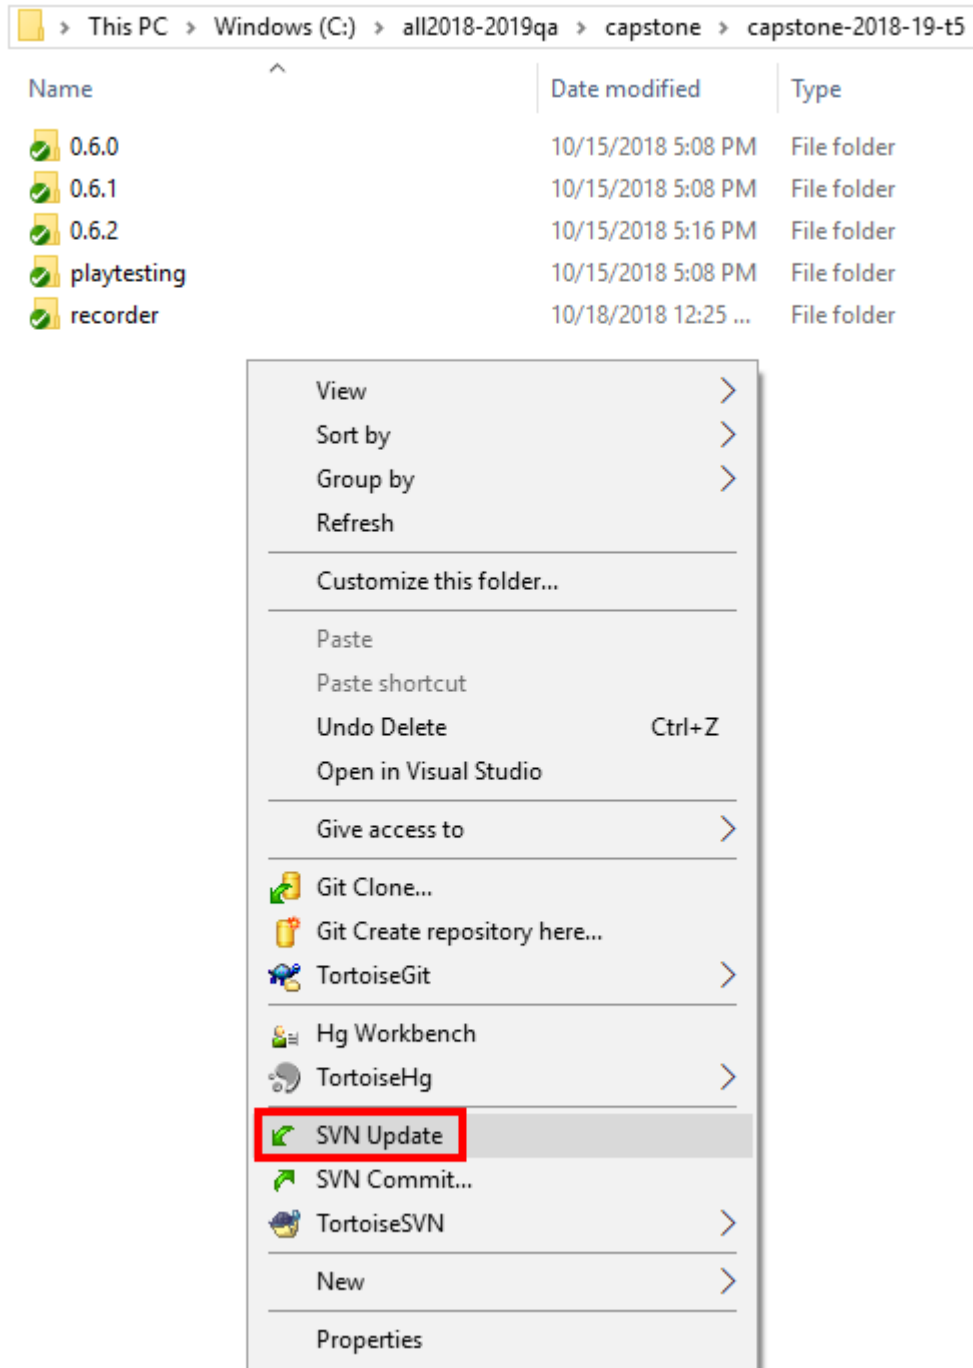 This PC > Windows (C:) > all2018-2019qa > capstone > capstone-2018-19-t5
Name Date modified Type
0.6.0 10/15/2018 5:08 PM File folder
0.6.1 10/15/2018 5:08 PM File folder
0.6.2 10/15/2018 5:16 PM File folder
playtesting 10/15/2018 5:08 PM File folder
recorder 10/18/2018 12:25 ... File folder
View
Sort by
Group by
Refresh
Customize this folder...
Paste
Paste shortcut
Undo Delete Ctrl+Z
Open in Visual Studio
Give access to
Git Clone...
Git Create repository here...
TortoiseGit
Hg Workbench
TortoiseHg
SVN Update
SVN Commit...
TortoiseSVN
New
Properties